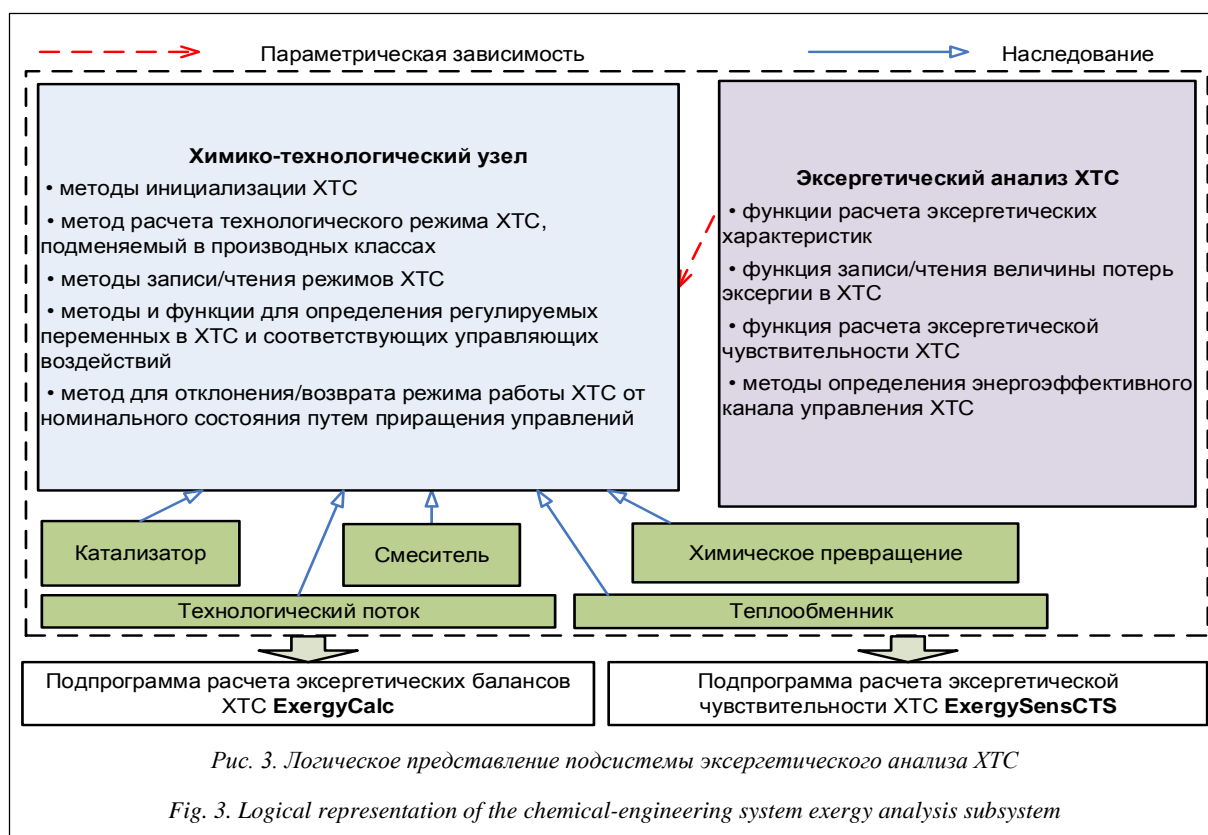 Параметрическая зависимость
Наследование
Химико-технологический узел
• методы инициализации ХТС
• метод расчета технологического режима ХТС,
подменяемый в производных классах
• методы записи/чтения режимов ХТС
• методы и функции для определения регулируемых
переменных в ХТС и соответствующих управляющих
воздействий
• метод для отклонения/возврата режима работы ХТС от
номинального состояния путем приращения управлений
Эксергетический анализ ХТС
• функции расчета эксергетических
характеристик
• функция записи/чтения величины потерь
эксергии в ХТС
• функция расчета эксергетической
чувствительности ХТС
• методы определения энергоэффективного
канала управления ХТС
Катализатор
Смеситель
Химическое превращение
Технологический поток
Теплообменник
Подпрограмма расчета эксергетических балансов
ХТС ExergyCalc
Подпрограмма расчета эксергетической
чувствительности ХТС ExergySensCTS
Рис. 3. Логическое представление подсистемы эксергетического анализа ХТС
Fig. 3. Logical representation of the chemical-engineering system exergy analysis subsystem